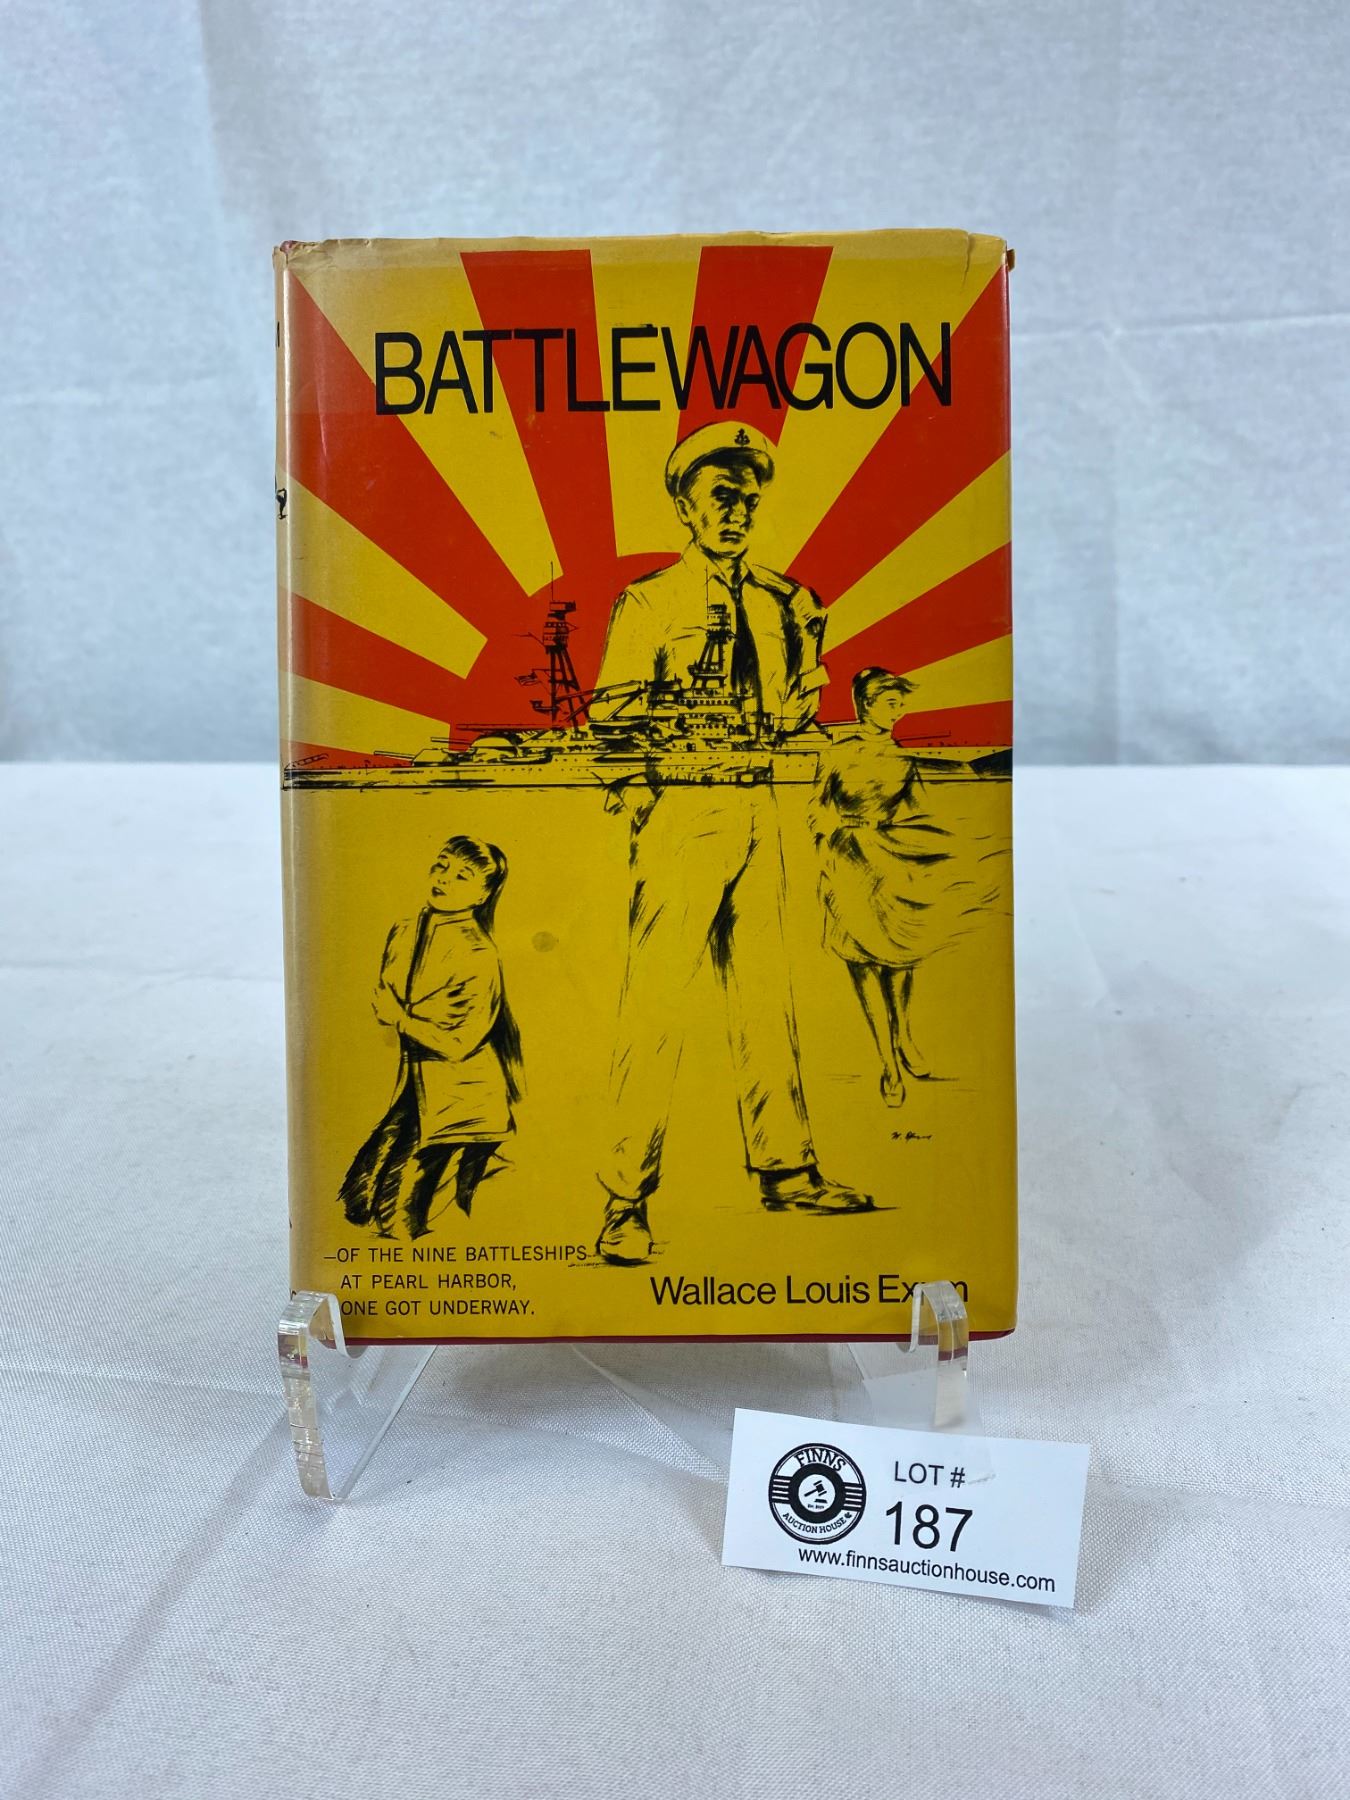 BATTLEWAGON
—OF THE NINE BATTLESHIPS
AT PEARL HARBOR,
ONE GOT UNDERWAY.
Wallace Louis
FINNS
AUCTION HOUSE
LOT #
187
www.finnsauctionhouse.com